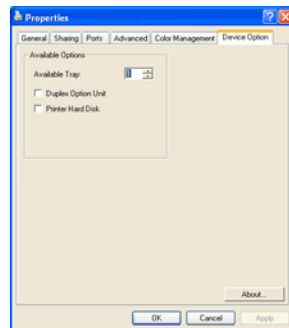 Properties
General Sharing Ports Advanced Color Management Device Option
Available Options
Available Tray: 1
Duplex Option Unit
Printer Hard Disk
About...
OK Cancel Apply